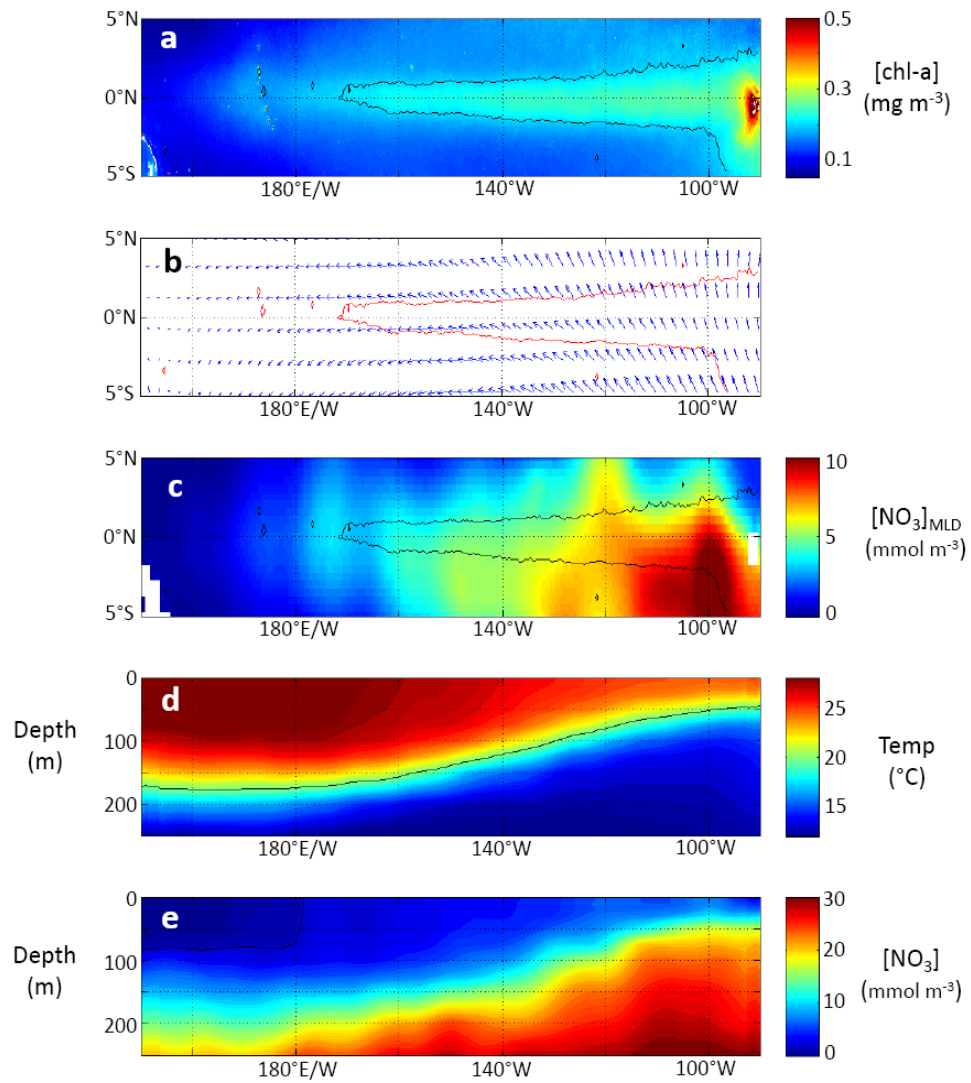 a
5°N
0°N
5°S
180°E/W 140°W 100°W
0.5
0.3
0.1
[chl-a]
(mg m⁻³)
b
5°N
0°N
5°S
180°E/W 140°W 100°W
c
5°N
0°N
5°S
180°E/W 140°W 100°W
10
5
0
[NO₃]MLD
(mmol m⁻³)
d
Depth
(m)
0
100
200
180°E/W 140°W 100°W
25
20
15
Temp
(°C)
e
Depth
(m)
0
100
200
180°E/W 140°W 100°W
30
20
10
0
[NO₃]
(mmol m⁻³)